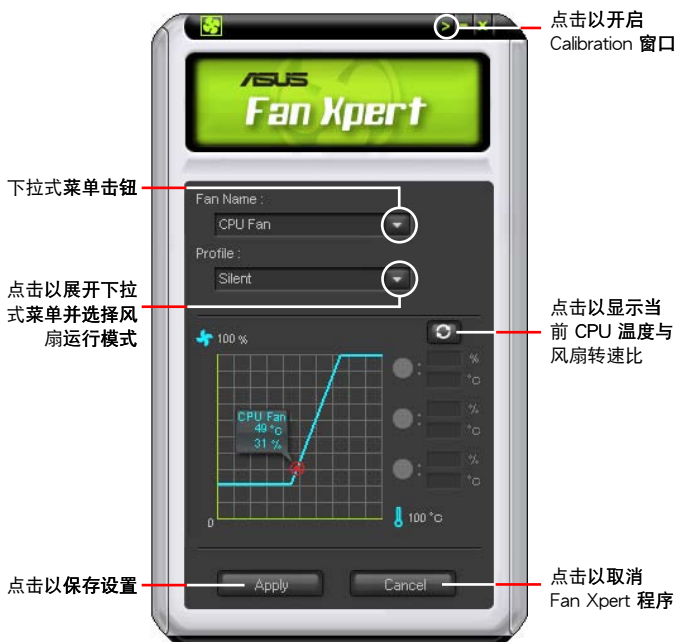 点击以开启
Calibration 窗口
ASUS
Fan Xpert
下拉式菜单击钮
Fan Name :
CPU Fan
Profile :
Silent
点击以展开下拉
式菜单并选择风
扇运行模式
点击以显示当
前 CPU 温度与
风扇转速比
100 %
CPU Fan
49 °C
31 %
: %
°C
: %
°C
: %
°C
0
100 °C
点击以保存设置
Apply
Cancel
点击以取消
Fan Xpert 程序